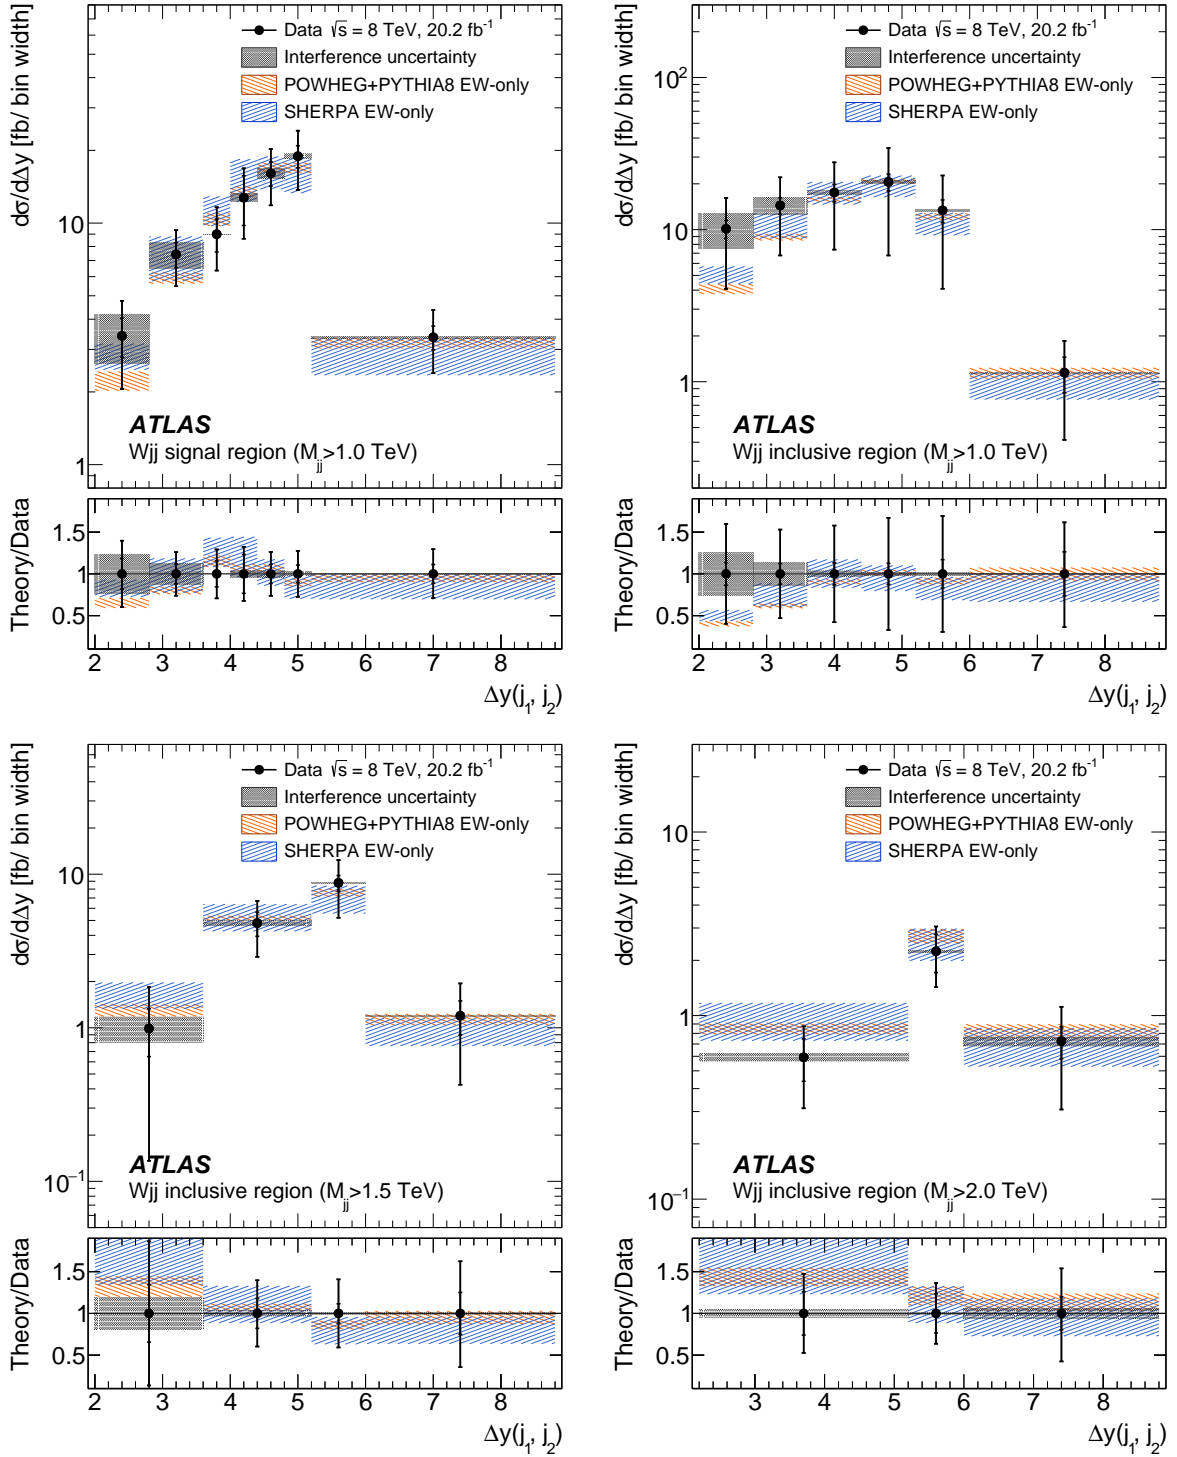 dσ/dΔy [fb/ bin width]
Data √s = 8 TeV, 20.2 fb⁻¹
Interference uncertainty
POWHEG+PYTHIA8 EW-only
SHERPA EW-only
10
1
ATLAS
Wjj signal region (M_jj>1.0 TeV)
Theory/Data
1.5
1
0.5
2 3 4 5 6 7 8
Δy(j₁, j₂)
dσ/dΔy [fb/ bin width]
Data √s = 8 TeV, 20.2 fb⁻¹
Interference uncertainty
POWHEG+PYTHIA8 EW-only
SHERPA EW-only
10²
10
1
ATLAS
Wjj inclusive region (M_jj>1.0 TeV)
Theory/Data
1.5
1
0.5
2 3 4 5 6 7 8
Δy(j₁, j₂)
dσ/dΔy [fb/ bin width]
Data √s = 8 TeV, 20.2 fb⁻¹
Interference uncertainty
POWHEG+PYTHIA8 EW-only
SHERPA EW-only
10
1
10⁻¹
ATLAS
Wjj inclusive region (M_jj>1.5 TeV)
Theory/Data
1.5
1
0.5
2 3 4 5 6 7 8
Δy(j₁, j₂)
dσ/dΔy [fb/ bin width]
Data √s = 8 TeV, 20.2 fb⁻¹
Interference uncertainty
POWHEG+PYTHIA8 EW-only
SHERPA EW-only
10
1
10⁻¹
ATLAS
Wjj inclusive region (M_jj>2.0 TeV)
Theory/Data
1.5
1
0.5
3 4 5 6 7 8
Δy(j₁, j₂)